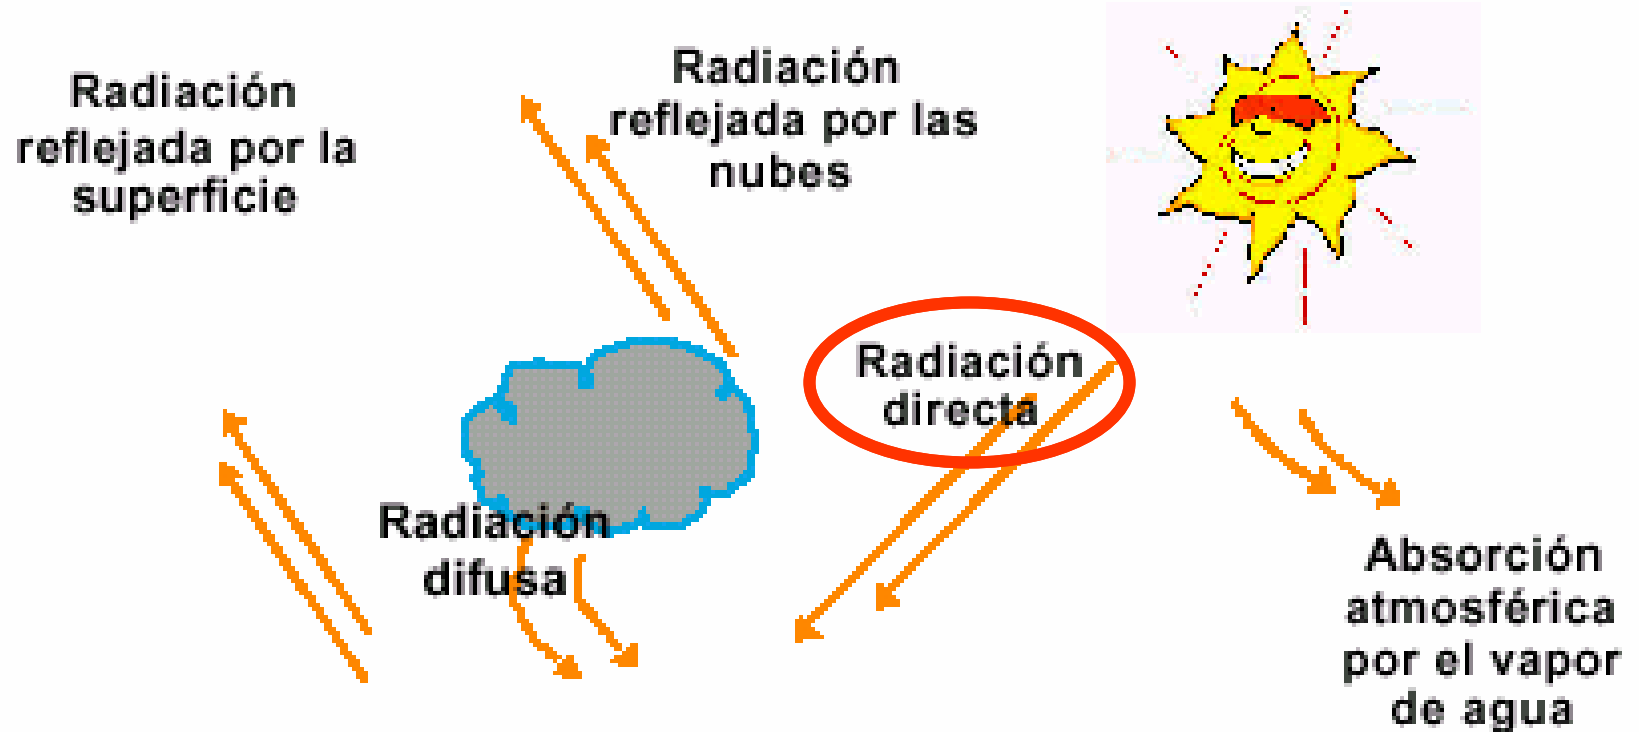 Radiación
reflejada por la
superficie
Radiación
reflejada por las
nubes
Radiación
directa
Radiación
difusa
Absorción
atmosférica
por el vapor
de agua